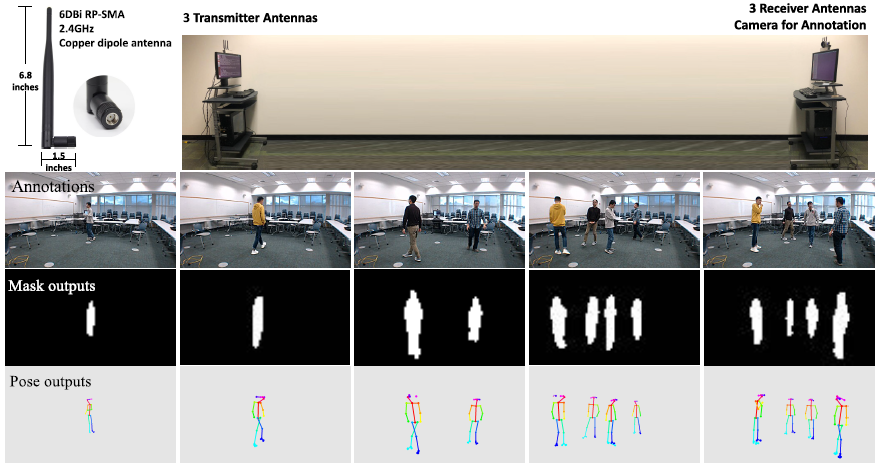 6DBi RP-SMA
2.4GHz
Copper dipole antenna
6.8
inches
1.5
inches
3 Transmitter Antennas
3 Receiver Antennas
Camera for Annotation
Annotations
Mask outputs
Pose outputs